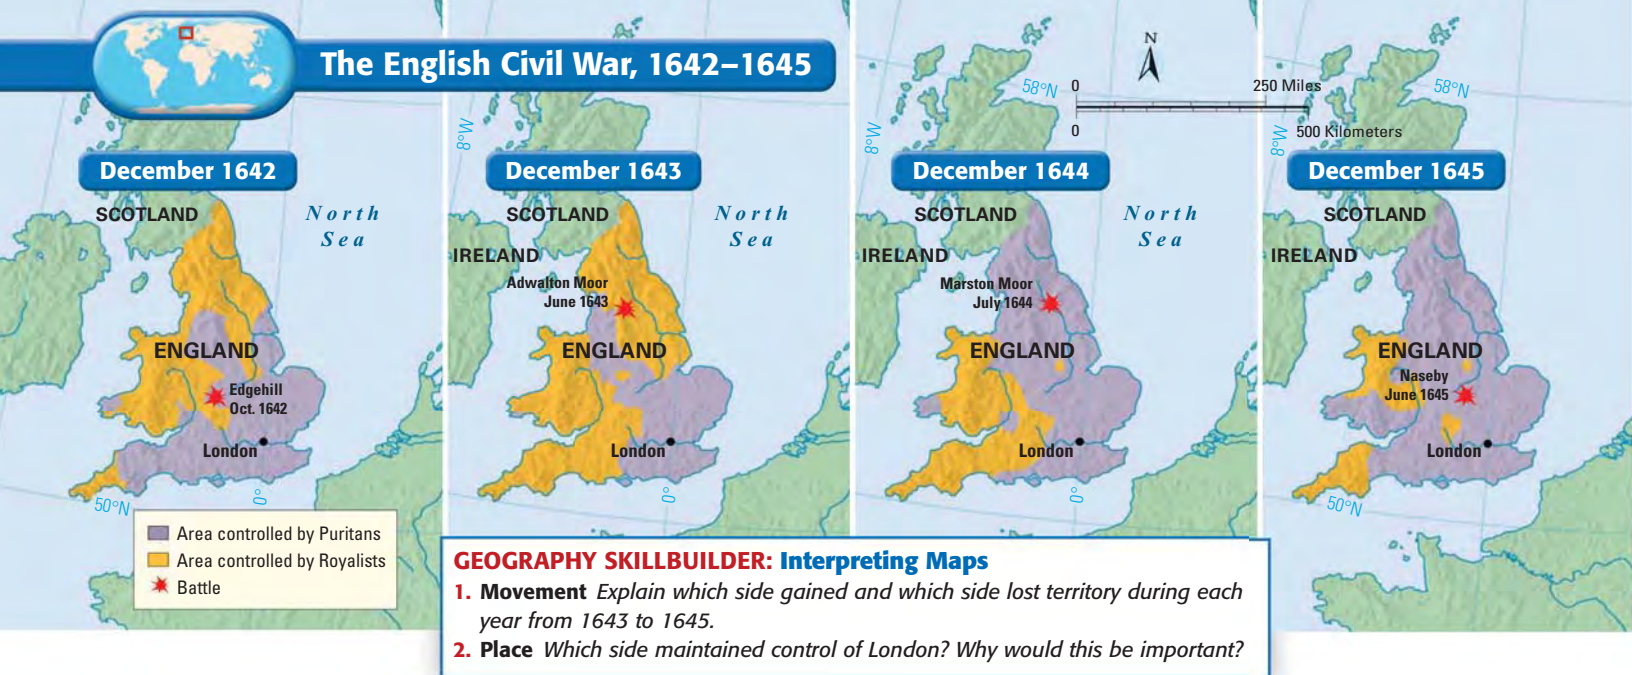 The English Civil War, 1642–1645
December 1642
SCOTLAND
North
Sea
ENGLAND
Edgehill
Oct. 1642
London
50°N
0°
Area controlled by Puritans
Area controlled by Royalists
Battle
8°W
December 1643
SCOTLAND
North
Sea
IRELAND
Adwalton Moor
June 1643
ENGLAND
London
0°
N
58°N
0
250 Miles
0
500 Kilometers
8°W
December 1644
SCOTLAND
North
Sea
IRELAND
Marston Moor
July 1644
ENGLAND
London
0°
58°N
8°W
December 1645
SCOTLAND
IRELAND
ENGLAND
Naseby
June 1645
London
50°N
GEOGRAPHY SKILLBUILDER: Interpreting Maps
1. Movement Explain which side gained and which side lost territory during each
year from 1643 to 1645.
2. Place Which side maintained control of London? Why would this be important?